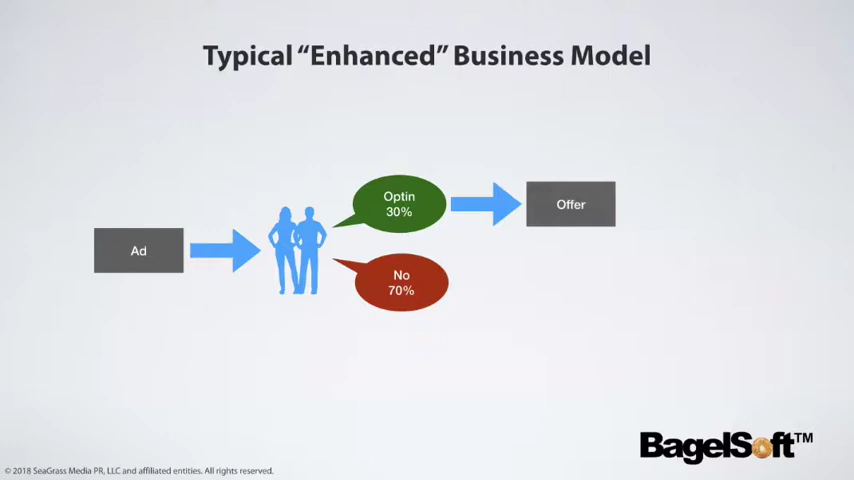 Typical “Enhanced” Business Model
Optin
30%
Offer
Ad
No
70%
BagelSoft™
© 2018 SeaGrass Media PR, LLC and affiliated entities. All rights reserved.